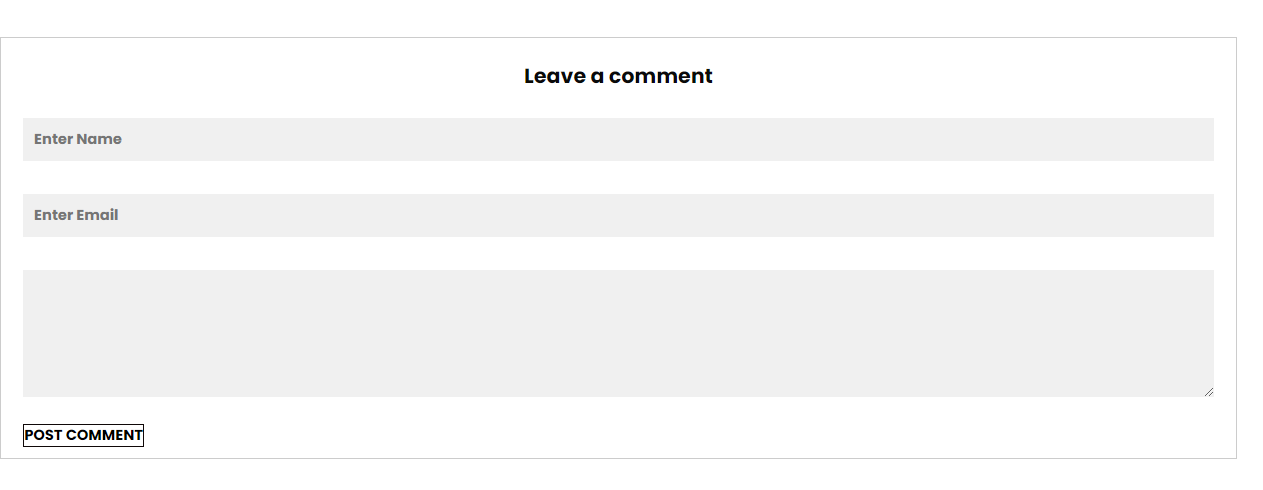 Leave a comment
Enter Name
Enter Email
POST COMMENT